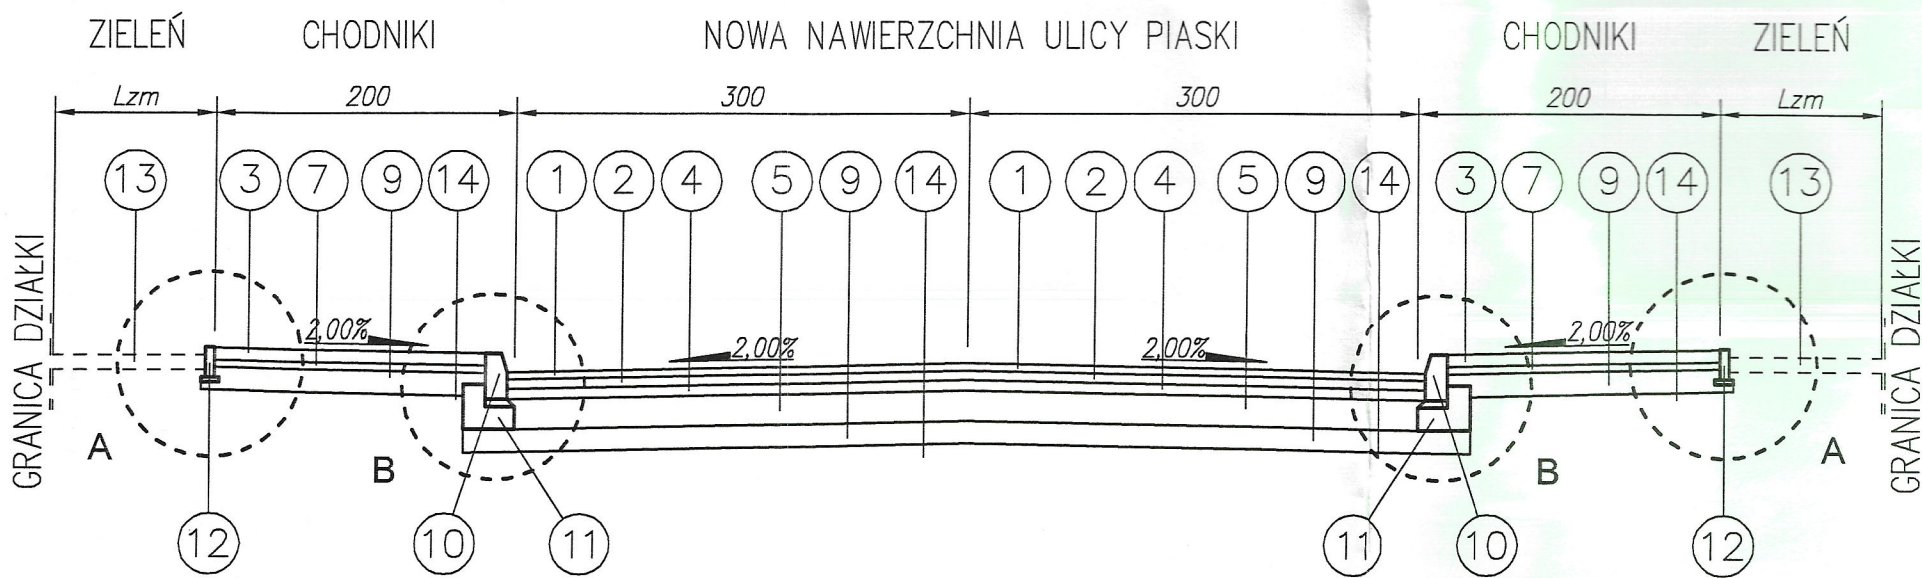 ZIELEŃ CHODNIKI NOWA NAWIERZCHNIA ULICY PIASKI CHODNIKI ZIELEŃ
Lzm 200 300 300 200 Lzm
13 3 7 9 14 1 2 4 5 9 14 1 2 4 5 9 14 3 7 9 14 13
GRANICA DZIAŁKI
2,00% 2,00% 2,00% 2,00%
GRANICA DZIAŁKI
A B B A
12 10 11 11 10 12